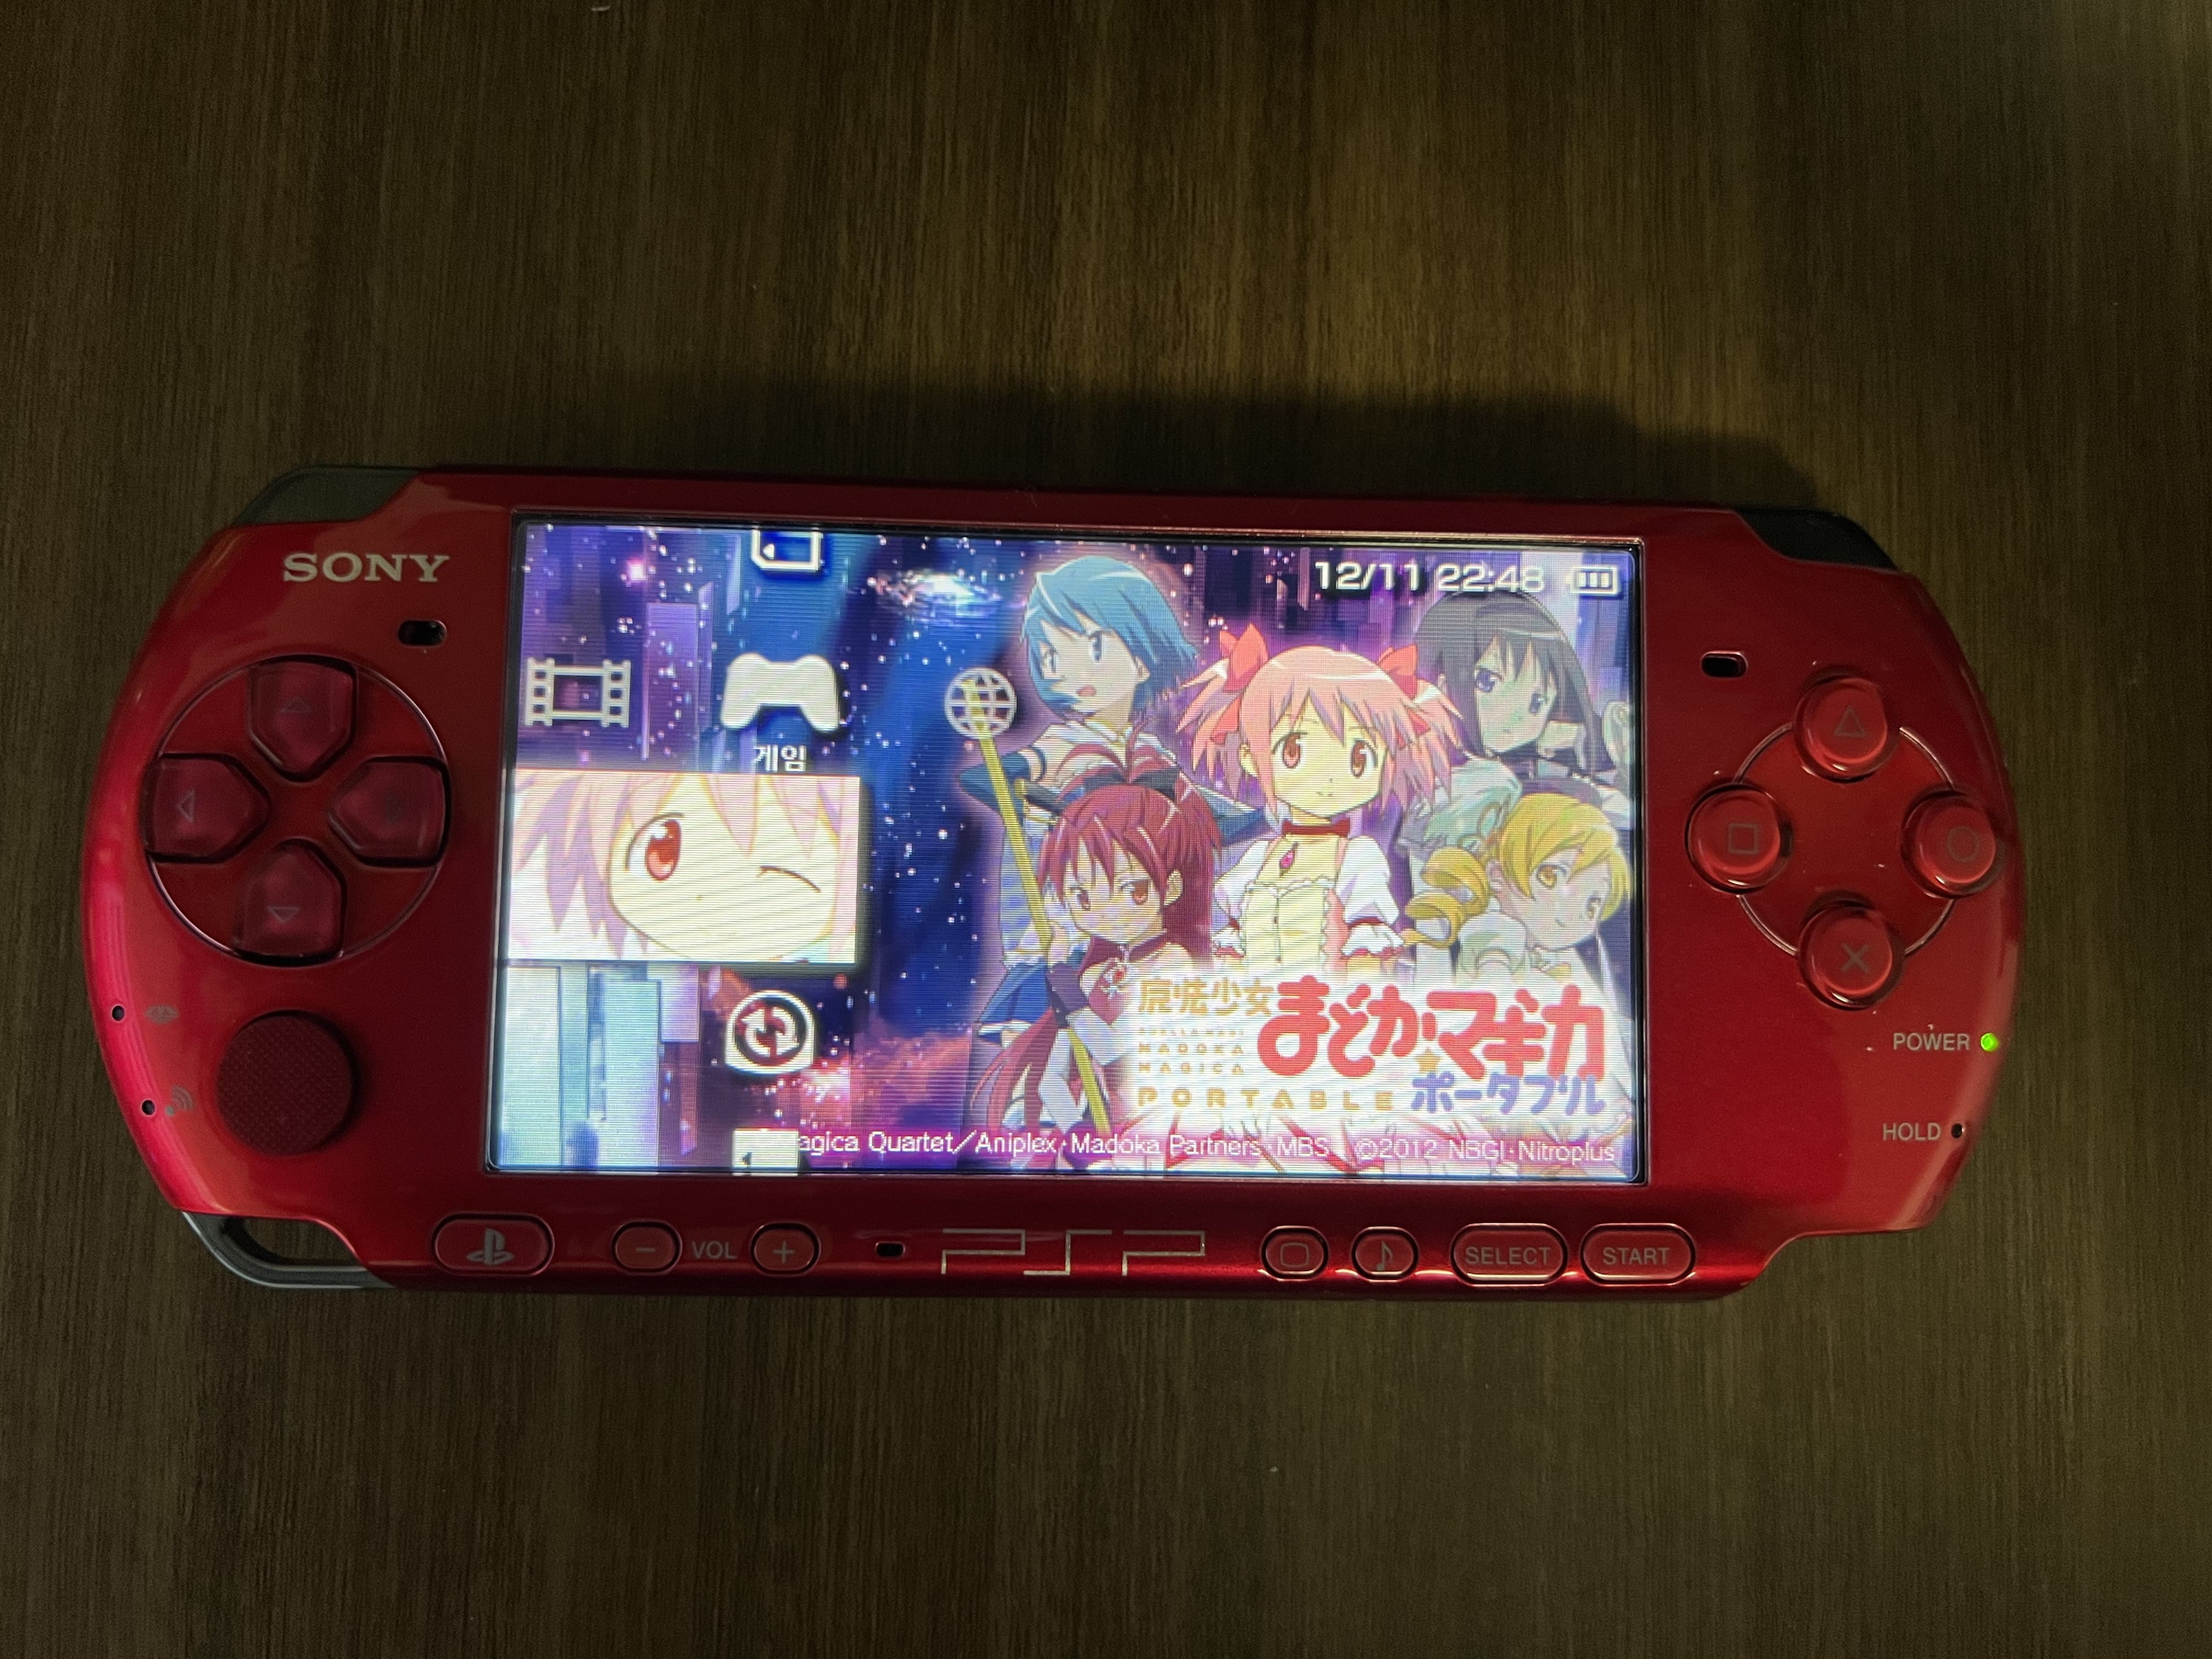 SONY
12/11 22:48
게임
魔法少女
まどか☆マギカ
PUELLA MAGI
MADOKA
MAGICA
PORTABLE ポータブル
agica Quartet／Aniplex・Madoka Partners・MBS ©2012 NBGI・Nitroplus
POWER
HOLD
VOL
PSP
SELECT
START